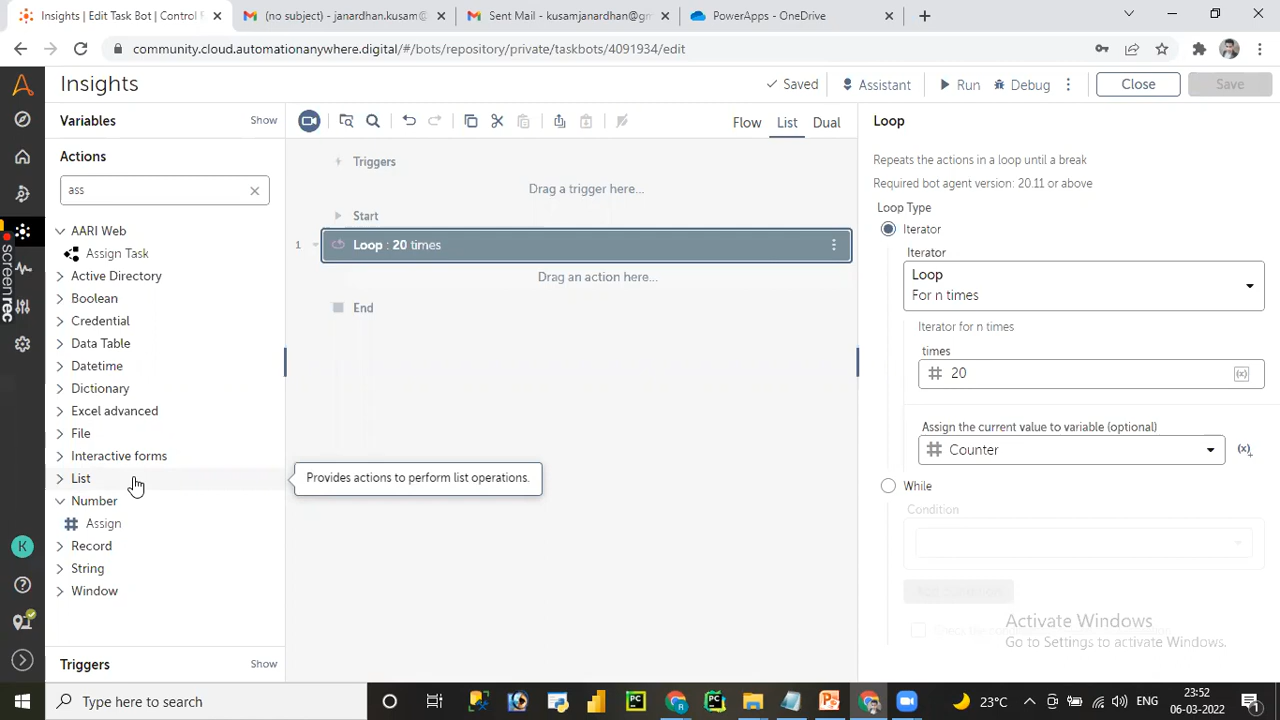 Insights | Edit Task Bot | Control
(no subject) - janardhan.kusam@
Sent Mail - kusamjanardhan@gm
PowerApps - OneDrive
community.cloud.automationanywhere.digital/#/bots/repository/private/taskbots/4091934/edit
Insights
Saved
Assistant
Run
Debug
Close
Save
Variables
Show
Actions
ass
AARI Web
Assign Task
Active Directory
Boolean
Credential
Data Table
Datetime
Dictionary
Excel advanced
File
Interactive forms
List
Number
Assign
Record
String
Window
Triggers
Show
Flow
List
Dual
Triggers
Drag a trigger here...
Start
1
Loop : 20 times
Drag an action here...
End
Provides actions to perform list operations.
Loop
Repeats the actions in a loop until a break
Required bot agent version: 20.11 or above
Loop Type
Iterator
Iterator
Loop
For n times
Iterator for n times
times
20
{x}
Assign the current value to variable (optional)
Counter
(x)+
While
Condition
Activate Windows
Go to Settings to activate Windows.
screenrec
K
Type here to search
23°C
ENG
23:52
06-03-2022
1